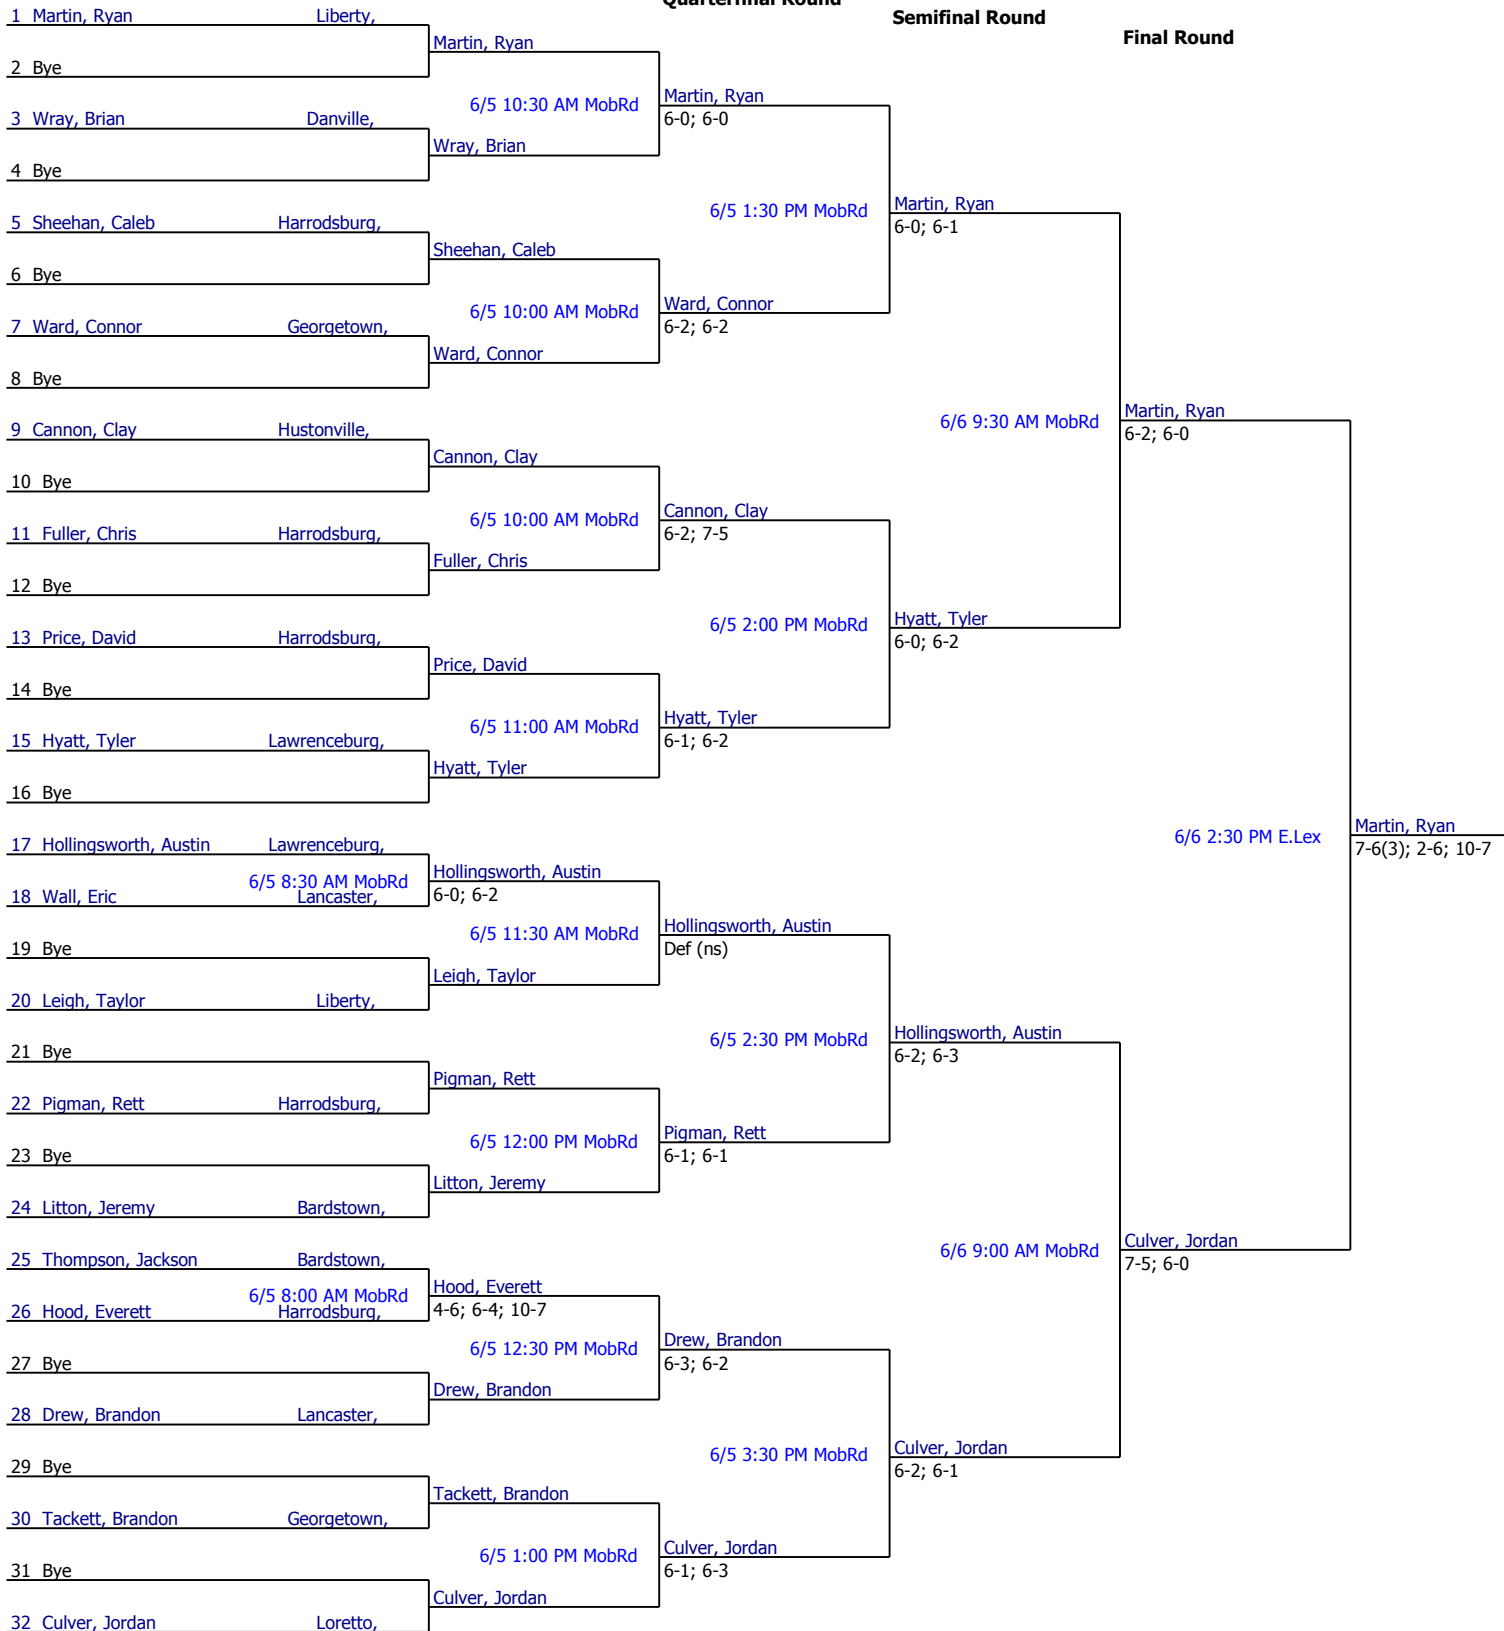 Quarterfinal Round
Semifinal Round
Final Round
1 Martin, Ryan Liberty,
Martin, Ryan
2 Bye
6/5 10:30 AM MobRd
Martin, Ryan
6-0; 6-0
3 Wray, Brian Danville,
Wray, Brian
4 Bye
6/5 1:30 PM MobRd
Martin, Ryan
6-0; 6-1
5 Sheehan, Caleb Harrodsburg,
Sheehan, Caleb
6 Bye
6/5 10:00 AM MobRd
Ward, Connor
6-2; 6-2
7 Ward, Connor Georgetown,
Ward, Connor
8 Bye
6/6 9:30 AM MobRd
Martin, Ryan
6-2; 6-0
9 Cannon, Clay Hustonville,
Cannon, Clay
10 Bye
6/5 10:00 AM MobRd
Cannon, Clay
6-2; 7-5
11 Fuller, Chris Harrodsburg,
Fuller, Chris
12 Bye
6/5 2:00 PM MobRd
Hyatt, Tyler
6-0; 6-2
13 Price, David Harrodsburg,
Price, David
14 Bye
6/5 11:00 AM MobRd
Hyatt, Tyler
6-1; 6-2
15 Hyatt, Tyler Lawrenceburg,
Hyatt, Tyler
16 Bye
6/6 2:30 PM E.Lex
Martin, Ryan
7-6(3); 2-6; 10-7
17 Hollingsworth, Austin Lawrenceburg,
6/5 8:30 AM MobRd
Hollingsworth, Austin
6-0; 6-2
18 Wall, Eric Lancaster,
6/5 11:30 AM MobRd
Hollingsworth, Austin
Def (ns)
19 Bye
Leigh, Taylor
20 Leigh, Taylor Liberty,
6/5 2:30 PM MobRd
Hollingsworth, Austin
6-2; 6-3
21 Bye
Pigman, Rett
22 Pigman, Rett Harrodsburg,
6/5 12:00 PM MobRd
Pigman, Rett
6-1; 6-1
23 Bye
Litton, Jeremy
24 Litton, Jeremy Bardstown,
6/6 9:00 AM MobRd
Culver, Jordan
7-5; 6-0
25 Thompson, Jackson Bardstown,
6/5 8:00 AM MobRd
Hood, Everett
4-6; 6-4; 10-7
26 Hood, Everett Harrodsburg,
6/5 12:30 PM MobRd
Drew, Brandon
6-3; 6-2
27 Bye
Drew, Brandon
28 Drew, Brandon Lancaster,
6/5 3:30 PM MobRd
Culver, Jordan
6-2; 6-1
29 Bye
Tackett, Brandon
30 Tackett, Brandon Georgetown,
6/5 1:00 PM MobRd
Culver, Jordan
6-1; 6-3
31 Bye
Culver, Jordan
32 Culver, Jordan Loretto,